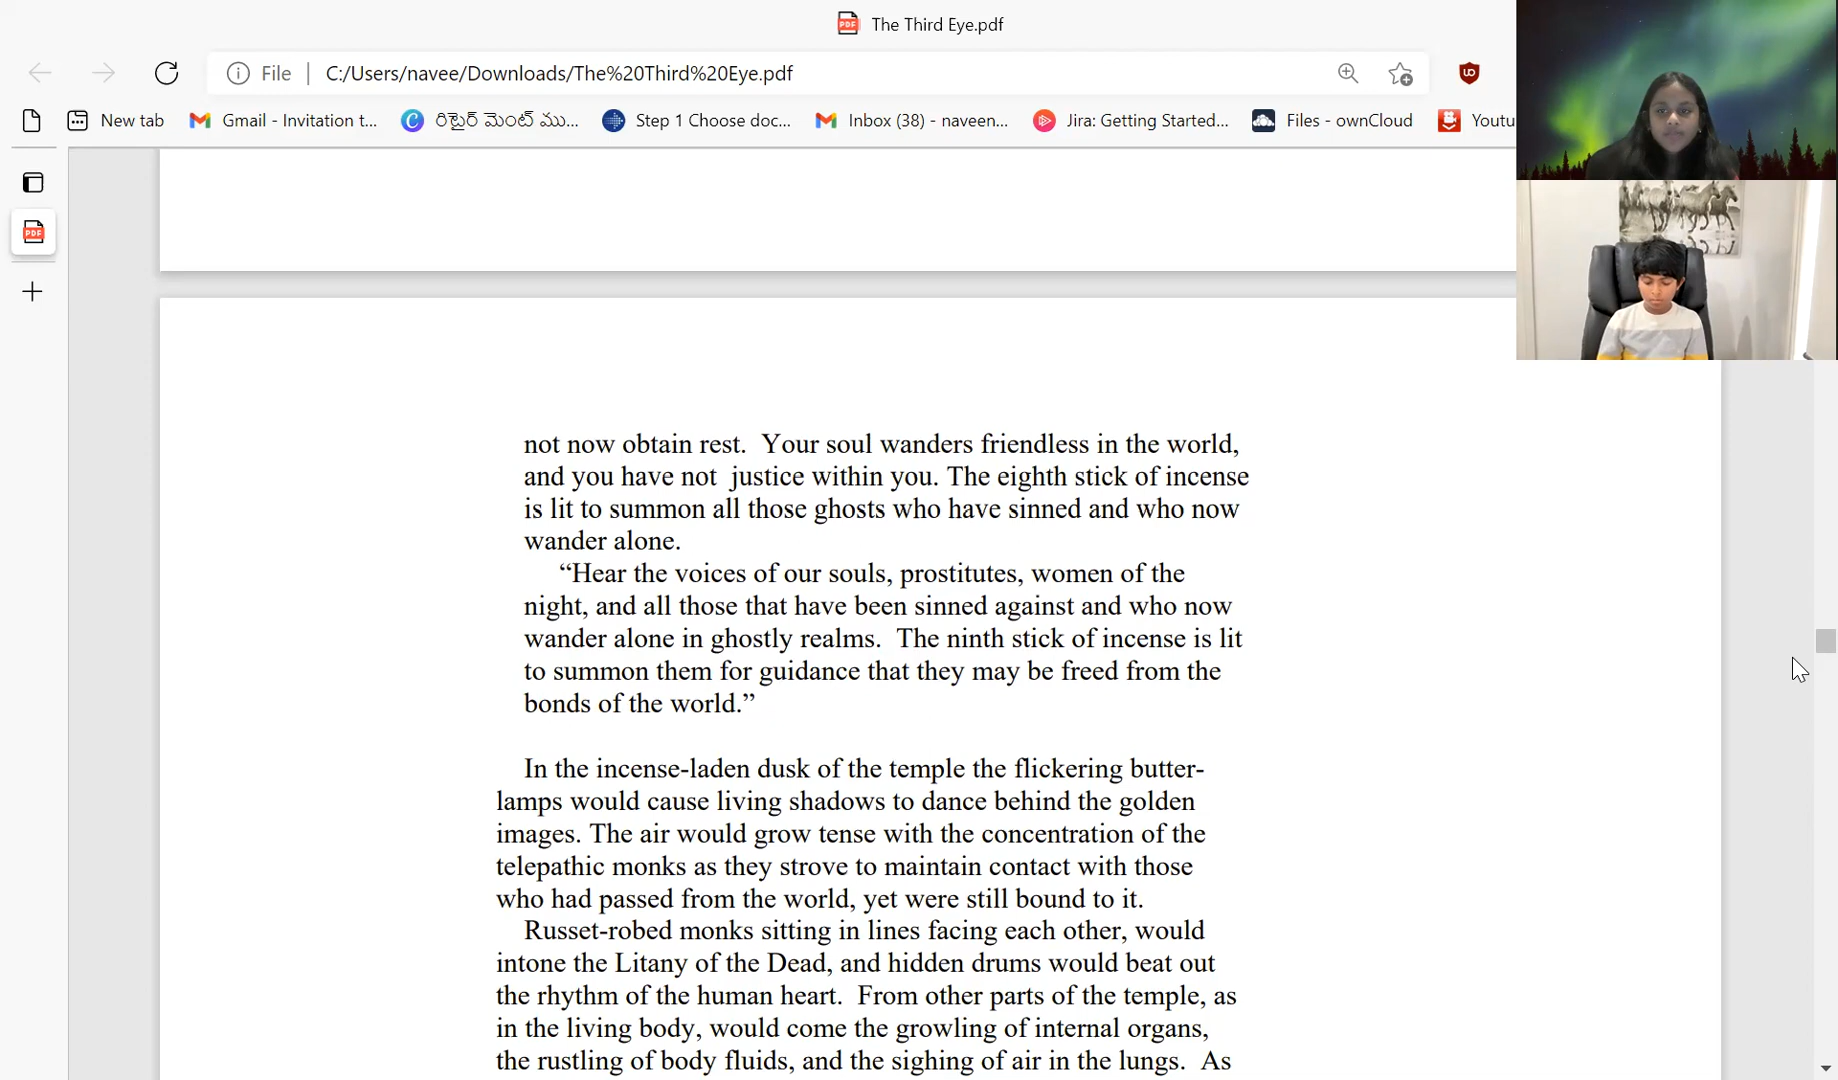 The Third Eye.pdf
File | C:/Users/navee/Downloads/The%20Third%20Eye.pdf
New tab Gmail - Invitation t... రిటైర్ మెంట్ ము... Step 1 Choose doc... Inbox (38) - naveen... Jira: Getting Started... Files - ownCloud Youtu
not now obtain rest. Your soul wanders friendless in the world,
and you have not justice within you. The eighth stick of incense
is lit to summon all those ghosts who have sinned and who now
wander alone.
“Hear the voices of our souls, prostitutes, women of the
night, and all those that have been sinned against and who now
wander alone in ghostly realms. The ninth stick of incense is lit
to summon them for guidance that they may be freed from the
bonds of the world.”
In the incense-laden dusk of the temple the flickering butter-
lamps would cause living shadows to dance behind the golden
images. The air would grow tense with the concentration of the
telepathic monks as they strove to maintain contact with those
who had passed from the world, yet were still bound to it.
Russet-robed monks sitting in lines facing each other, would
intone the Litany of the Dead, and hidden drums would beat out
the rhythm of the human heart. From other parts of the temple, as
in the living body, would come the growling of internal organs,
the rustling of body fluids, and the sighing of air in the lungs. As